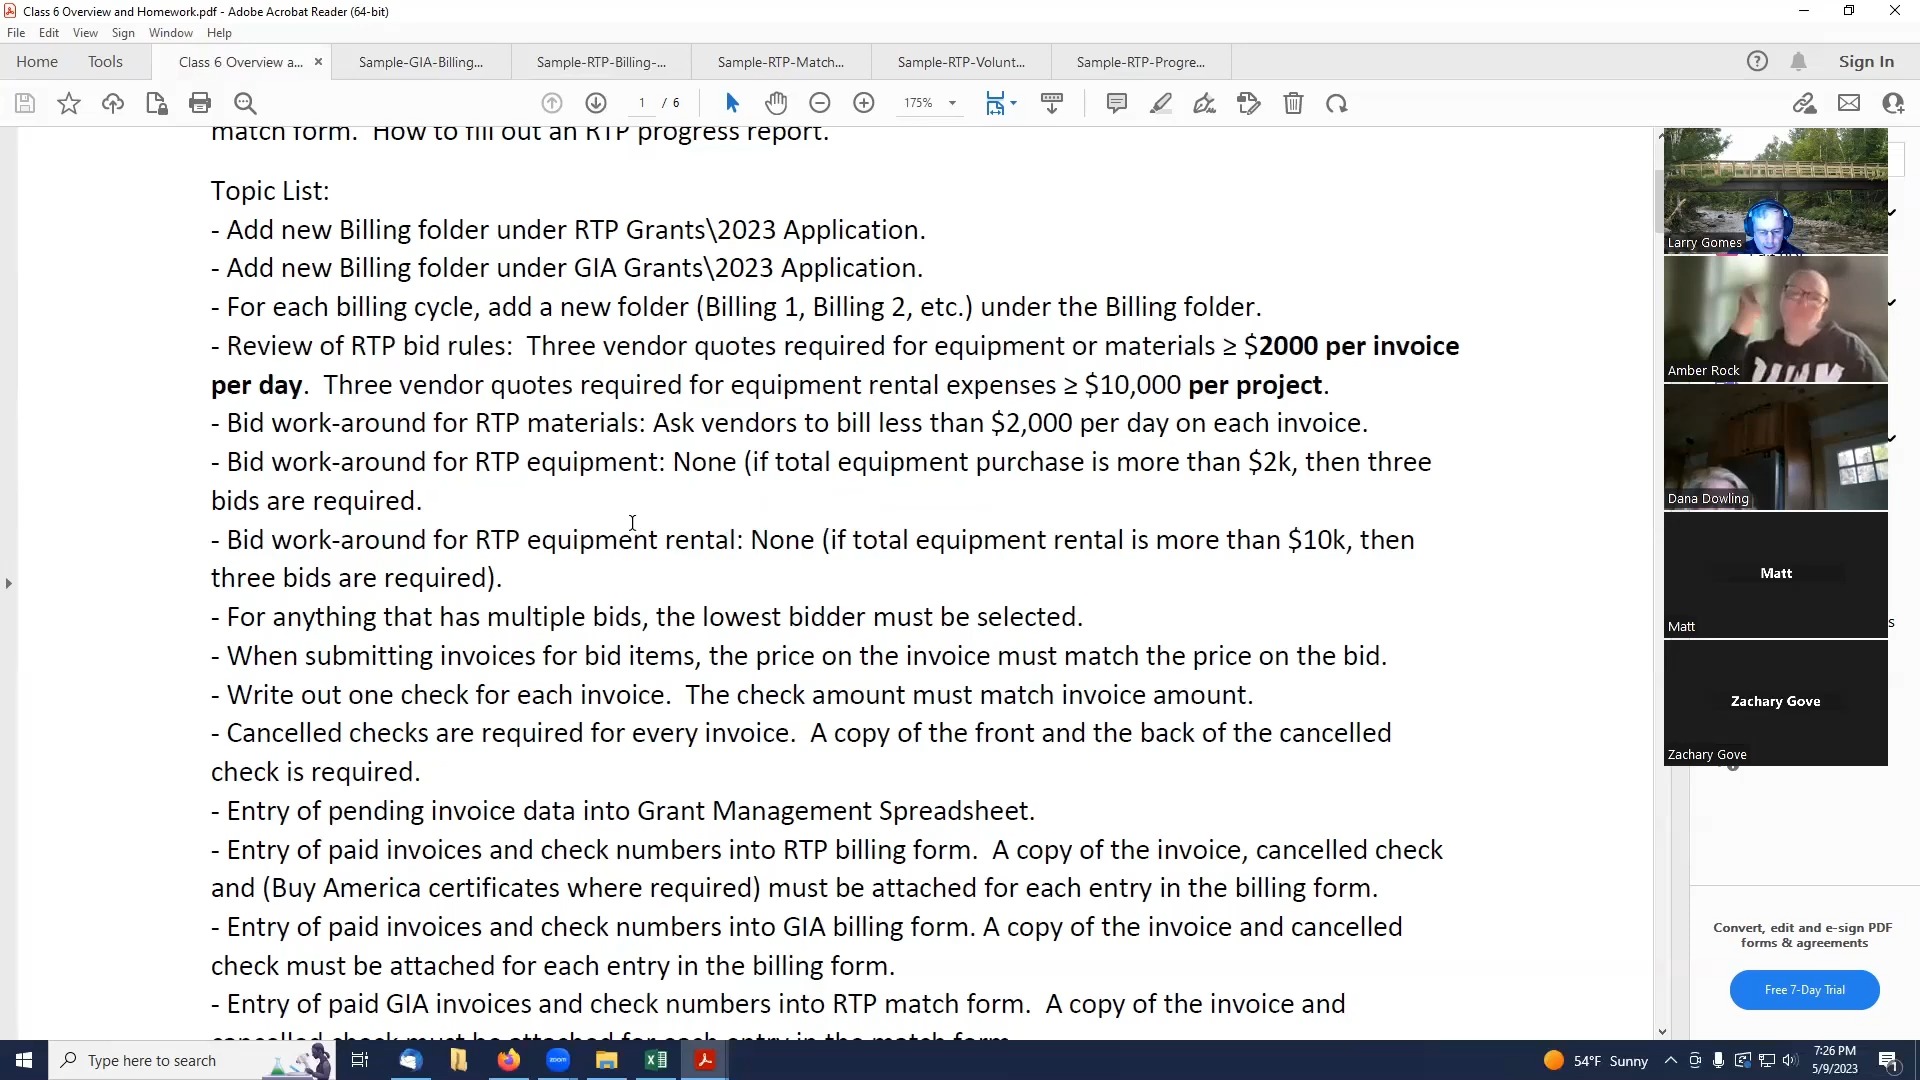 Class 6 Overview and Homework.pdf - Adobe Acrobat Reader (64-bit)
File Edit View Sign Window Help
Home Tools Class 6 Overview a... Sample-GIA-Billing... Sample-RTP-Billing-... Sample-RTP-Match... Sample-RTP-Volunt... Sample-RTP-Progre... Sign In
1 / 6 175%
match form.  How to fill out an RTP progress report.
Topic List:
- Add new Billing folder under RTP Grants\2023 Application.
- Add new Billing folder under GIA Grants\2023 Application.
- For each billing cycle, add a new folder (Billing 1, Billing 2, etc.) under the Billing folder.
- Review of RTP bid rules:  Three vendor quotes required for equipment or materials ≥ $2000 per invoice
per day.  Three vendor quotes required for equipment rental expenses ≥ $10,000 per project.
- Bid work-around for RTP materials: Ask vendors to bill less than $2,000 per day on each invoice.
- Bid work-around for RTP equipment: None (if total equipment purchase is more than $2k, then three
bids are required.
- Bid work-around for RTP equipment rental: None (if total equipment rental is more than $10k, then
three bids are required).
- For anything that has multiple bids, the lowest bidder must be selected.
- When submitting invoices for bid items, the price on the invoice must match the price on the bid.
- Write out one check for each invoice.  The check amount must match invoice amount.
- Cancelled checks are required for every invoice.  A copy of the front and the back of the cancelled
check is required.
- Entry of pending invoice data into Grant Management Spreadsheet.
- Entry of paid invoices and check numbers into RTP billing form.  A copy of the invoice, cancelled check
and (Buy America certificates where required) must be attached for each entry in the billing form.
- Entry of paid invoices and check numbers into GIA billing form. A copy of the invoice and cancelled
check must be attached for each entry in the billing form.
- Entry of paid GIA invoices and check numbers into RTP match form.  A copy of the invoice and
cancelled check must be attached for each entry in the match form.
Larry Gomes
Amber Rock
Dana Dowling
Matt
Matt
Zachary Gove
Zachary Gove
s
Convert, edit and e-sign PDF
forms & agreements
Free 7-Day Trial
Type here to search
zoom
54°F Sunny
7:26 PM
5/9/2023
1